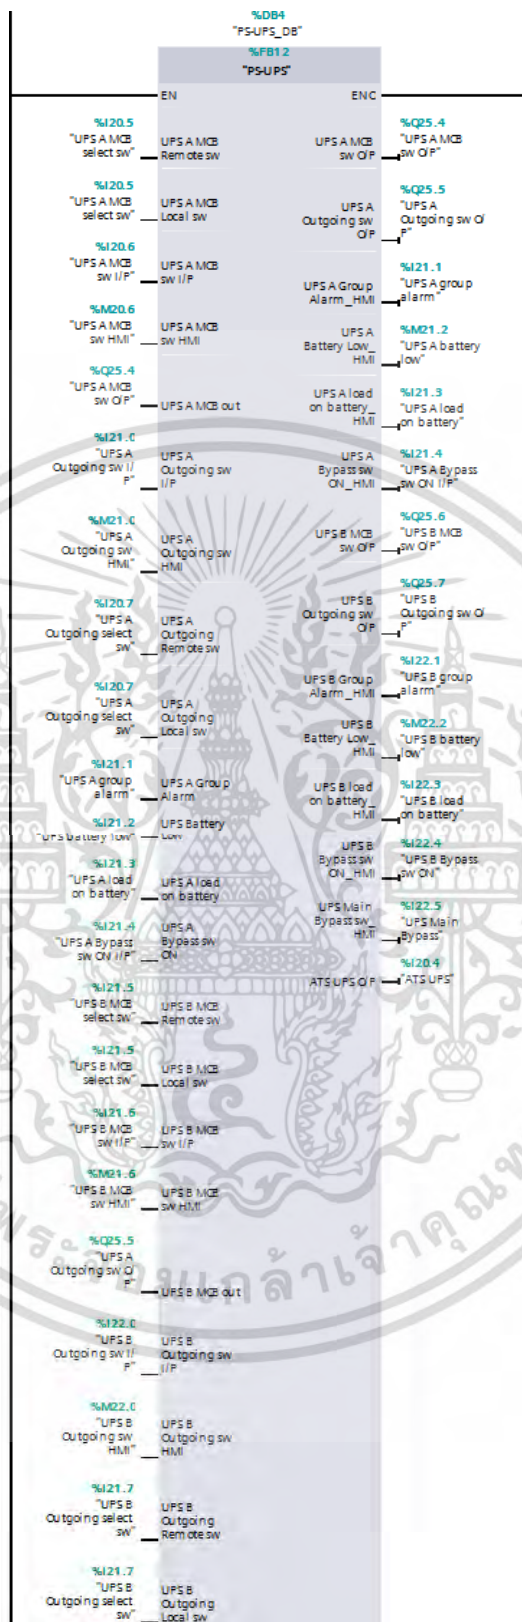 %DB4
"PS-UPS_DB"
%FB12
"PS-UPS"
EN
ENO
%I20.5
"UPS A MCB
select sw"
UPS A MCB
Remote sw
%I20.5
"UPS A MCB
select sw"
UPS A MCB
Local sw
%I20.6
"UPS A MCB
sw I/P"
UPS A MCB
sw I/P
%M20.6
"UPS A MCB
sw HMI"
UPS A MCB
sw HMI
%Q25.4
"UPS A MCB
sw O/P"
UPS A MCB out
%I21.0
"UPS A
Outgoing sw I/
P"
UPS A
Outgoing sw
I/P
%M21.0
"UPS A
Outgoing sw
HMI"
UPS A
Outgoing sw
HMI
%I20.7
"UPS A
Outgoing select
sw"
UPS A
Outgoing
Remote sw
%I20.7
"UPS A
Outgoing select
sw"
UPS A
Outgoing
Local sw
%I21.1
"UPS A group
alarm"
UPS A Group
Alarm
%I21.2
"UPS battery low"
UPS Battery
Low
%I21.3
"UPS A load
on battery"
UPS A load
on battery
%I21.4
"UPS A Bypass
sw ON I/P"
UPS A
Bypass sw
ON
%I21.5
"UPS B MCB
select sw"
UPS B MCB
Remote sw
%I21.5
"UPS B MCB
select sw"
UPS B MCB
Local sw
%I21.6
"UPS B MCB
sw I/P"
UPS B MCB
sw I/P
%M21.6
"UPS B MCB
sw HMI"
UPS B MCB
sw HMI
%Q25.5
"UPS A
Outgoing sw O/
P"
UPS B MCB out
%I22.0
"UPS B
Outgoing sw I/
P"
UPS B
Outgoing sw
I/P
%M22.0
"UPS B
Outgoing sw
HMI"
UPS B
Outgoing sw
HMI
%I21.7
"UPS B
Outgoing select
sw"
UPS B
Outgoing
Remote sw
%I21.7
"UPS B
Outgoing select
sw"
UPS B
Outgoing
Local sw
UPS A MCB
sw O/P
%Q25.4
"UPS A MCB
sw O/P"
UPS A
Outgoing sw
O/P
%Q25.5
"UPS A
Outgoing sw O/
P"
UPS A Group
Alarm_HMI
%I21.1
"UPS A group
alarm"
UPS A
Battery Low_
HMI
%M21.2
"UPS A battery
low"
UPS A load
on battery_
HMI
%I21.3
"UPS A load
on battery"
UPS A
Bypass sw
ON_HMI
%I21.4
"UPS A Bypass
sw ON I/P"
UPS B MCB
sw O/P
%Q25.6
"UPS B MCB
sw O/P"
UPS B
Outgoing sw
O/P
%Q25.7
"UPS B
Outgoing sw O/
P"
UPS B Group
Alarm_HMI
%I22.1
"UPS B group
alarm"
UPS B
Battery Low_
HMI
%M22.2
"UPS B battery
low"
UPS B load
on battery_
HMI
%I22.3
"UPS B load
on battery"
UPS B
Bypass sw
ON_HMI
%I22.4
"UPS B Bypass
sw ON"
UPS Main
Bypass sw_
HMI
%I22.5
"UPS Main
Bypass"
ATS UPS O/P
%I20.4
"ATS UPS"